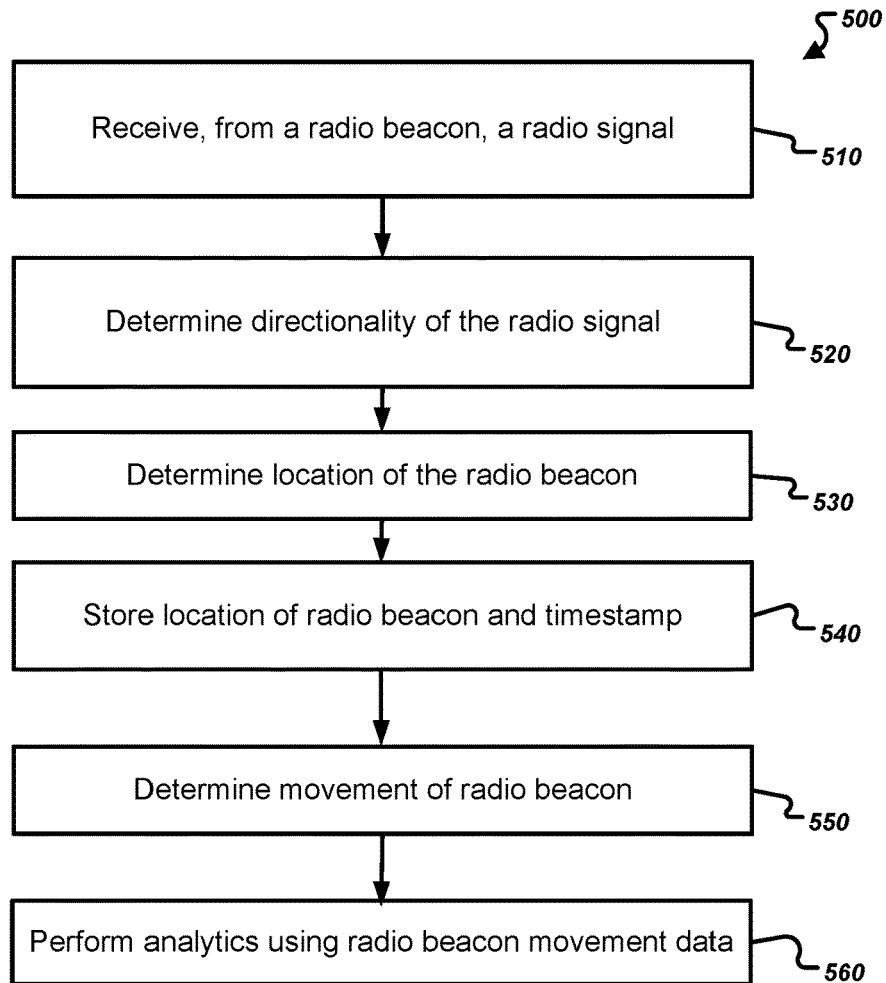 500
Receive, from a radio beacon, a radio signal
510
Determine directionality of the radio signal
520
Determine location of the radio beacon
530
Store location of radio beacon and timestamp
540
Determine movement of radio beacon
550
Perform analytics using radio beacon movement data
560